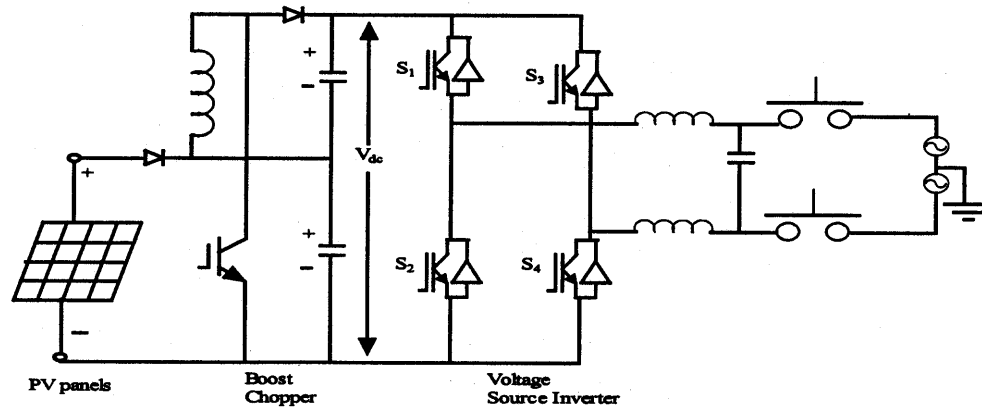 +
−
S1
S3
Vdc
+
+
−
S2
S4
−
PV panels
Boost
Chopper
Voltage
Source Inverter